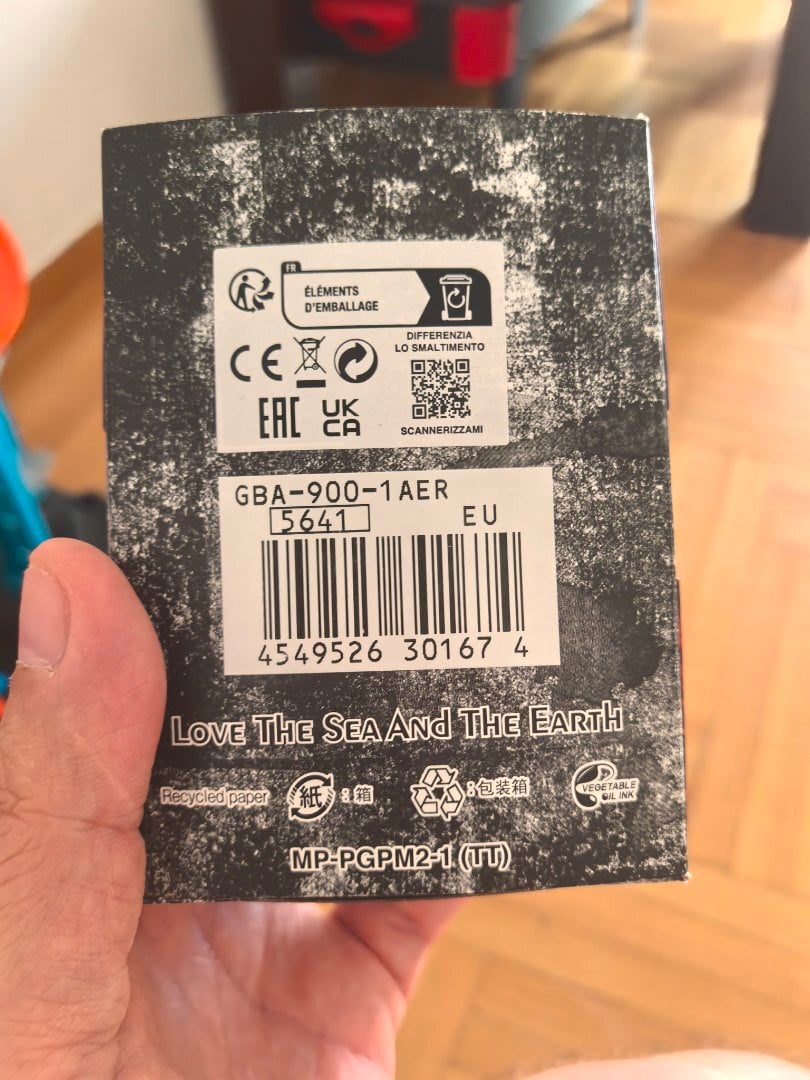 FR
ÉLÉMENTS
D'EMBALLAGE
DIFFERENZIA
LO SMALTIMENTO
CE
EAC UK
CA
SCANNERIZZAMI
GBA-900-1AER
5641 EU
4549526 30167 4
LOVE THE SEA AND THE EARTH
Recycled paper 紙 :箱 :包装箱 VEGETABLE
OIL INK
MP-PGPM2-1 (TT)